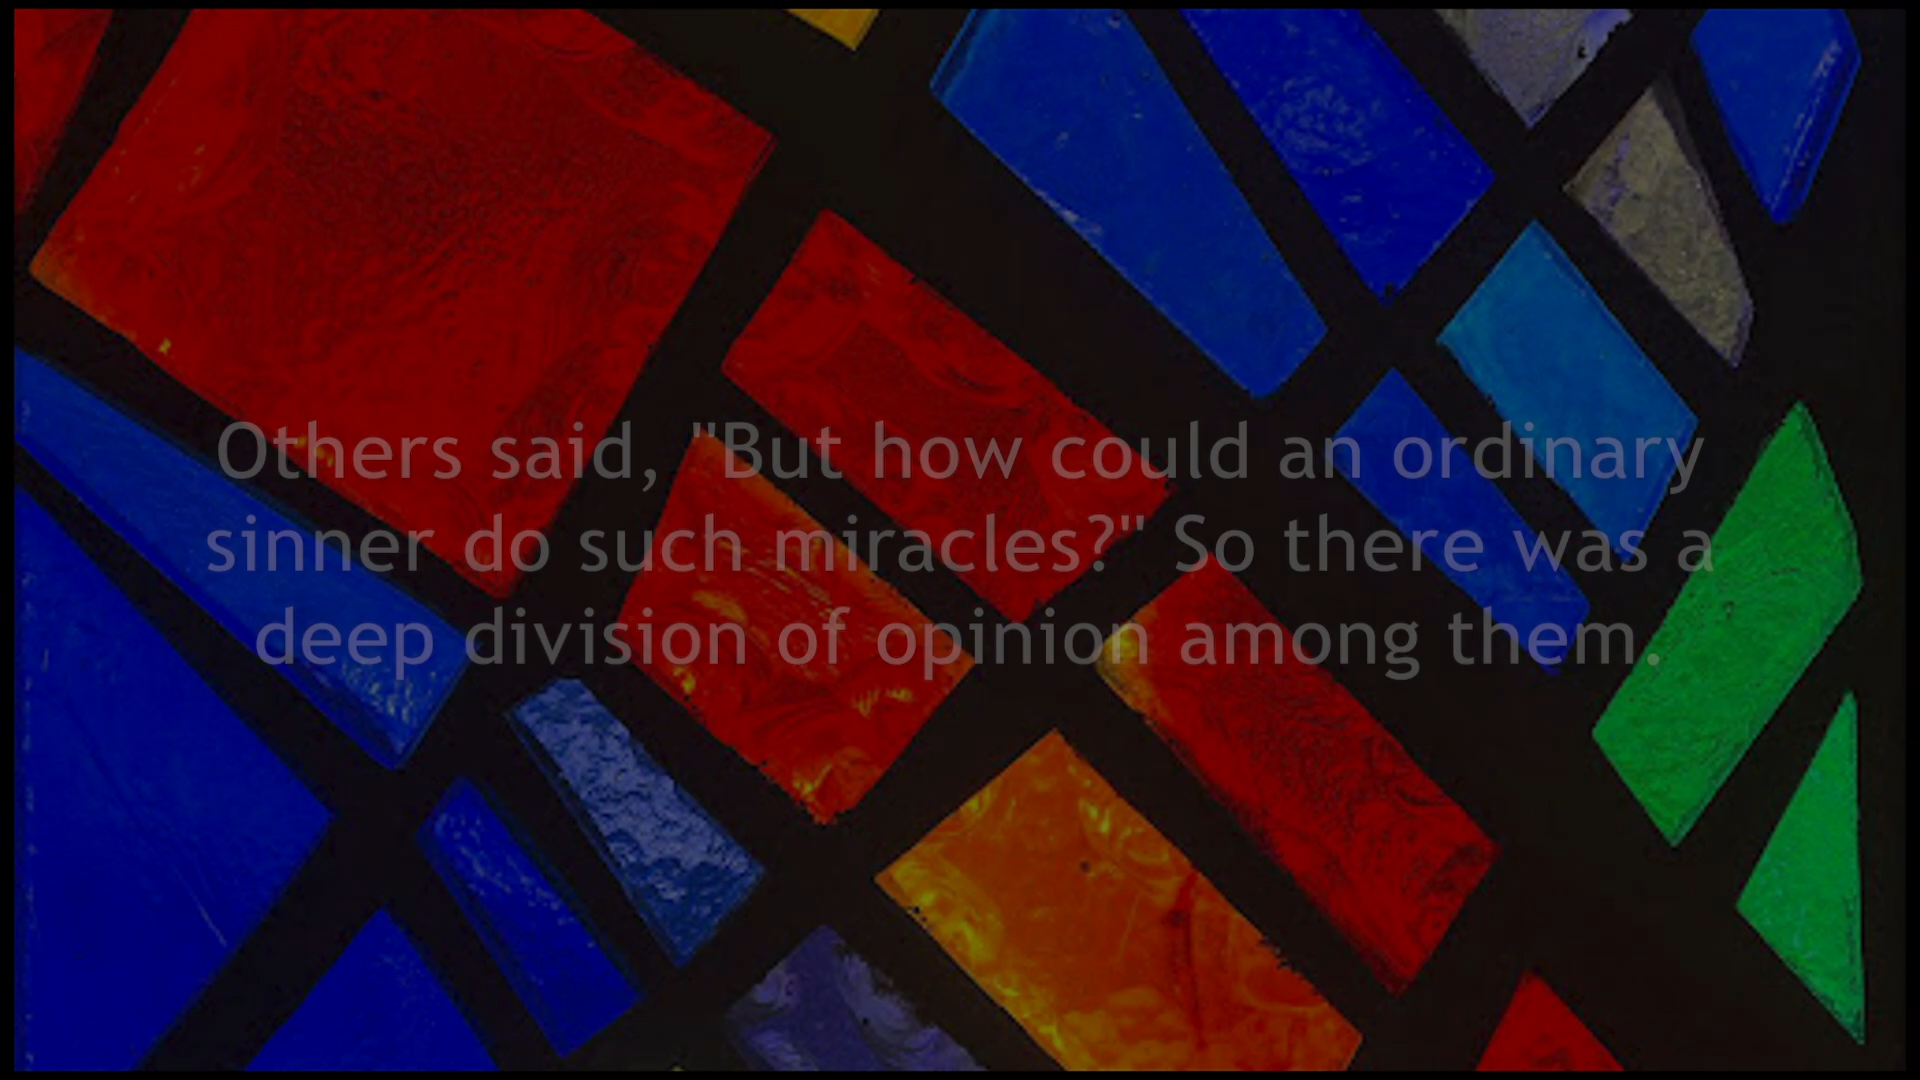 Others said, "But how could an ordinary
sinner do such miracles?" So there was a
deep division of opinion among them.